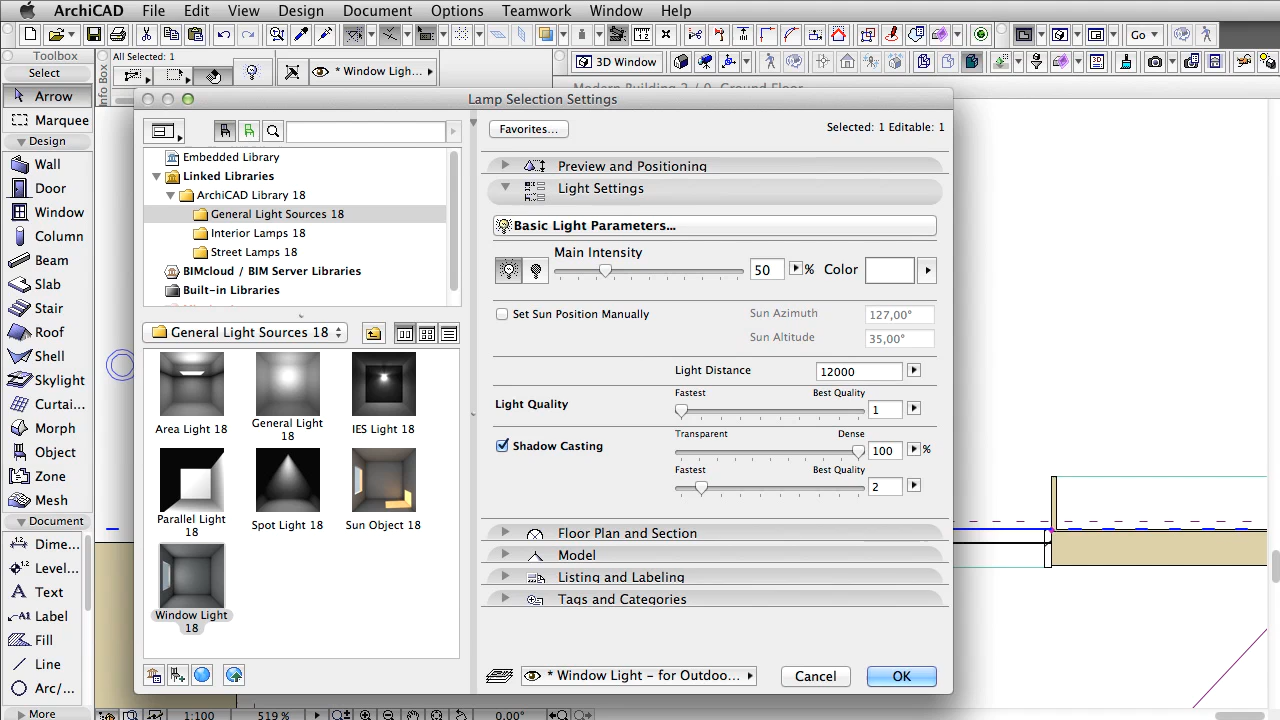 ArchiCAD File Edit View Design Document Options Teamwork Window Help
Go
Toolbox
All Selected: 1
Info Box
* Window Ligh...
3D Window
Modern Building 2 / 0. Ground Floor
Select
Arrow
Marquee
Design
Wall
Door
Window
Column
Beam
Slab
Stair
Roof
Shell
Skylight
Curtai...
Morph
Object
Zone
Mesh
Document
Dime...
Level...
Text
Label
Fill
Line
Arc/...
More
Lamp Selection Settings
Embedded Library
Linked Libraries
ArchiCAD Library 18
General Light Sources 18
Interior Lamps 18
Street Lamps 18
BIMcloud / BIM Server Libraries
Built-in Libraries
General Light Sources 18
Area Light 18
General Light 18
IES Light 18
Parallel Light 18
Spot Light 18
Sun Object 18
Window Light 18
Favorites...
Selected: 1 Editable: 1
Preview and Positioning
Light Settings
Basic Light Parameters...
Main Intensity
50 %
Color
Set Sun Position Manually
Sun Azimuth 127,00°
Sun Altitude 35,00°
Light Distance 12000
Fastest Best Quality
Light Quality 1
Transparent Dense
Shadow Casting 100 %
Fastest Best Quality
2
Floor Plan and Section
Model
Listing and Labeling
Tags and Categories
* Window Light - for Outdoo...
Cancel
OK
1:100 519 % 0.00°